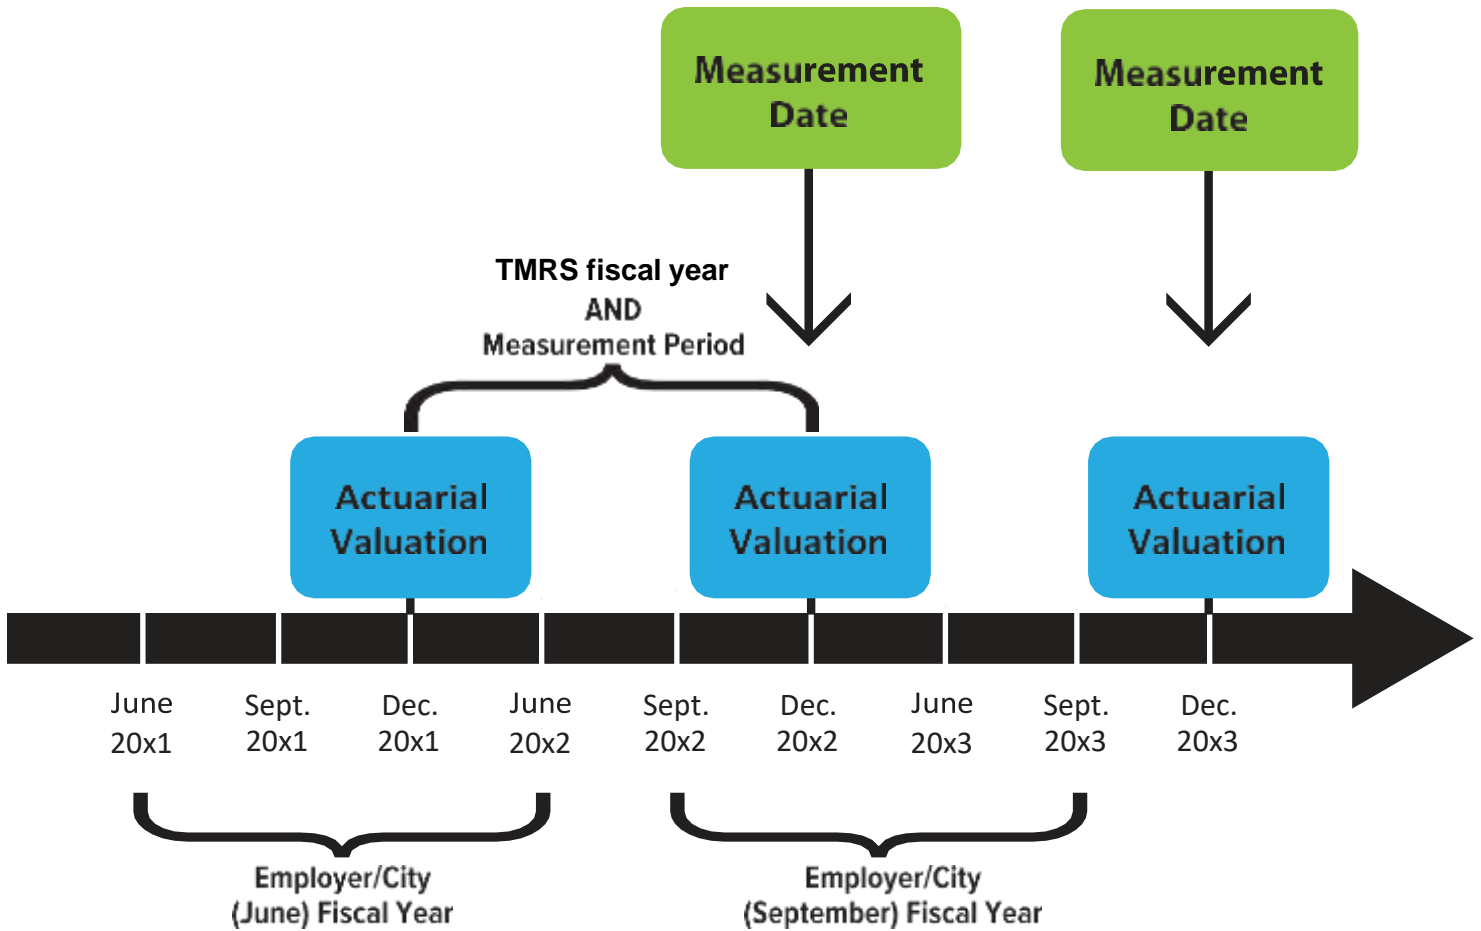 Measurement
Date
Measurement
Date
TMRS fiscal year
AND
Measurement Period
Actuarial
Valuation
Actuarial
Valuation
Actuarial
Valuation
June
20x1
Sept.
20x1
Dec.
20x1
June
20x2
Sept.
20x2
Dec.
20x2
June
20x3
Sept.
20x3
Dec.
20x3
Employer/City
(June) Fiscal Year
Employer/City
(September) Fiscal Year